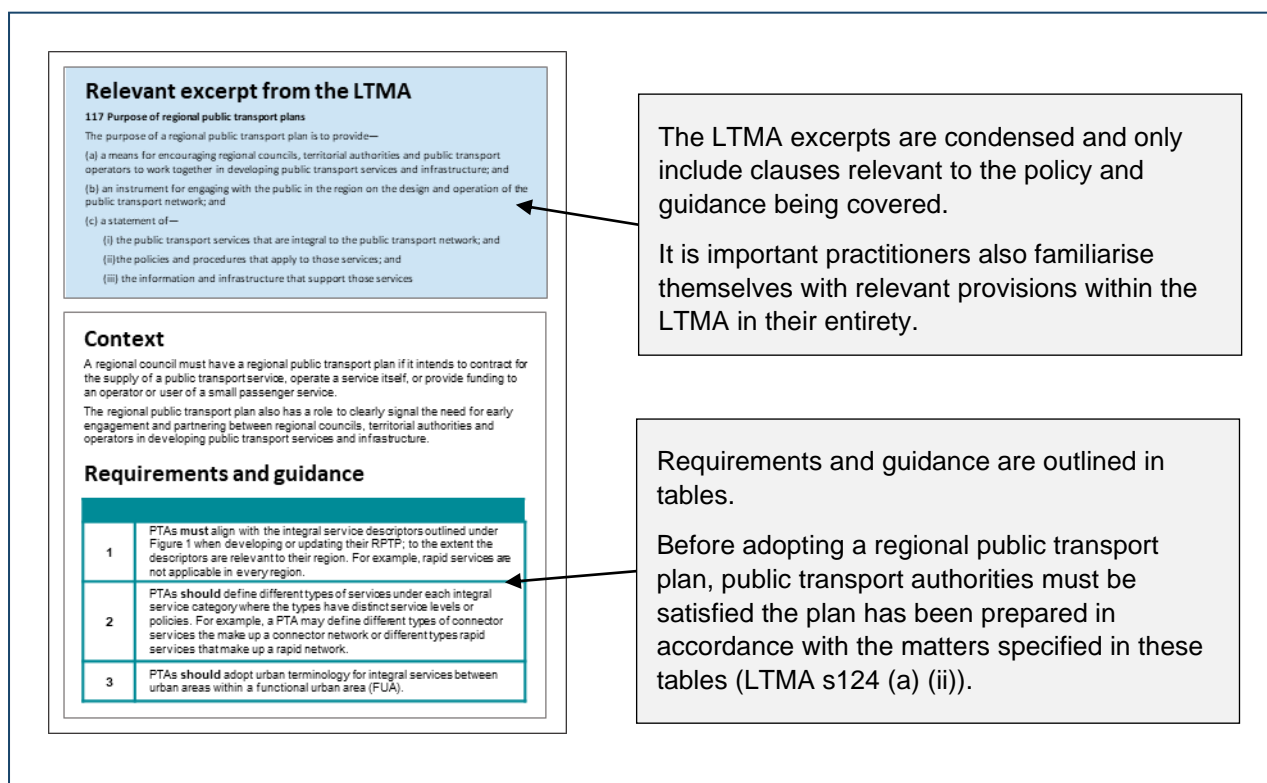 Relevant excerpt from the LTMA
117 Purpose of regional public transport plans
The purpose of a regional public transport plan is to provide—
(a) a means for encouraging regional councils, territorial authorities and public transport
operators to work together in developing public transport services and infrastructure; and
(b) an instrument for engaging with the public in the region on the design and operation of the
public transport network; and
(c) a statement of—
(i) the public transport services that are integral to the public transport network; and
(ii)the policies and procedures that apply to those services; and
(iii) the information and infrastructure that support those services
Context
A regional council must have a regional public transport plan if it intends to contract for
the supply of a public transport service, operate a service itself, or provide funding to
an operator or user of a small passenger service.
The regional public transport plan also has a role to clearly signal the need for early
engagement and partnering between regional councils, territorial authorities and
operators in developing public transport services and infrastructure.
Requirements and guidance
1
PTAs must align with the integral service descriptors outlined under
Figure 1 when developing or updating their RPTP; to the extent the
descriptors are relevant to their region. For example, rapid services are
not applicable in every region.
2
PTAs should define different types of services under each integral
service category where the types have distinct service levels or
policies. For example, a PTA may define different types of connector
services the make up a connector network or different types rapid
services that make up a rapid network.
3
PTAs should adopt urban terminology for integral services between
urban areas within a functional urban area (FUA).
The LTMA excerpts are condensed and only
include clauses relevant to the policy and
guidance being covered.
It is important practitioners also familiarise
themselves with relevant provisions within the
LTMA in their entirety.
Requirements and guidance are outlined in
tables.
Before adopting a regional public transport
plan, public transport authorities must be
satisfied the plan has been prepared in
accordance with the matters specified in these
tables (LTMA s124 (a) (ii)).